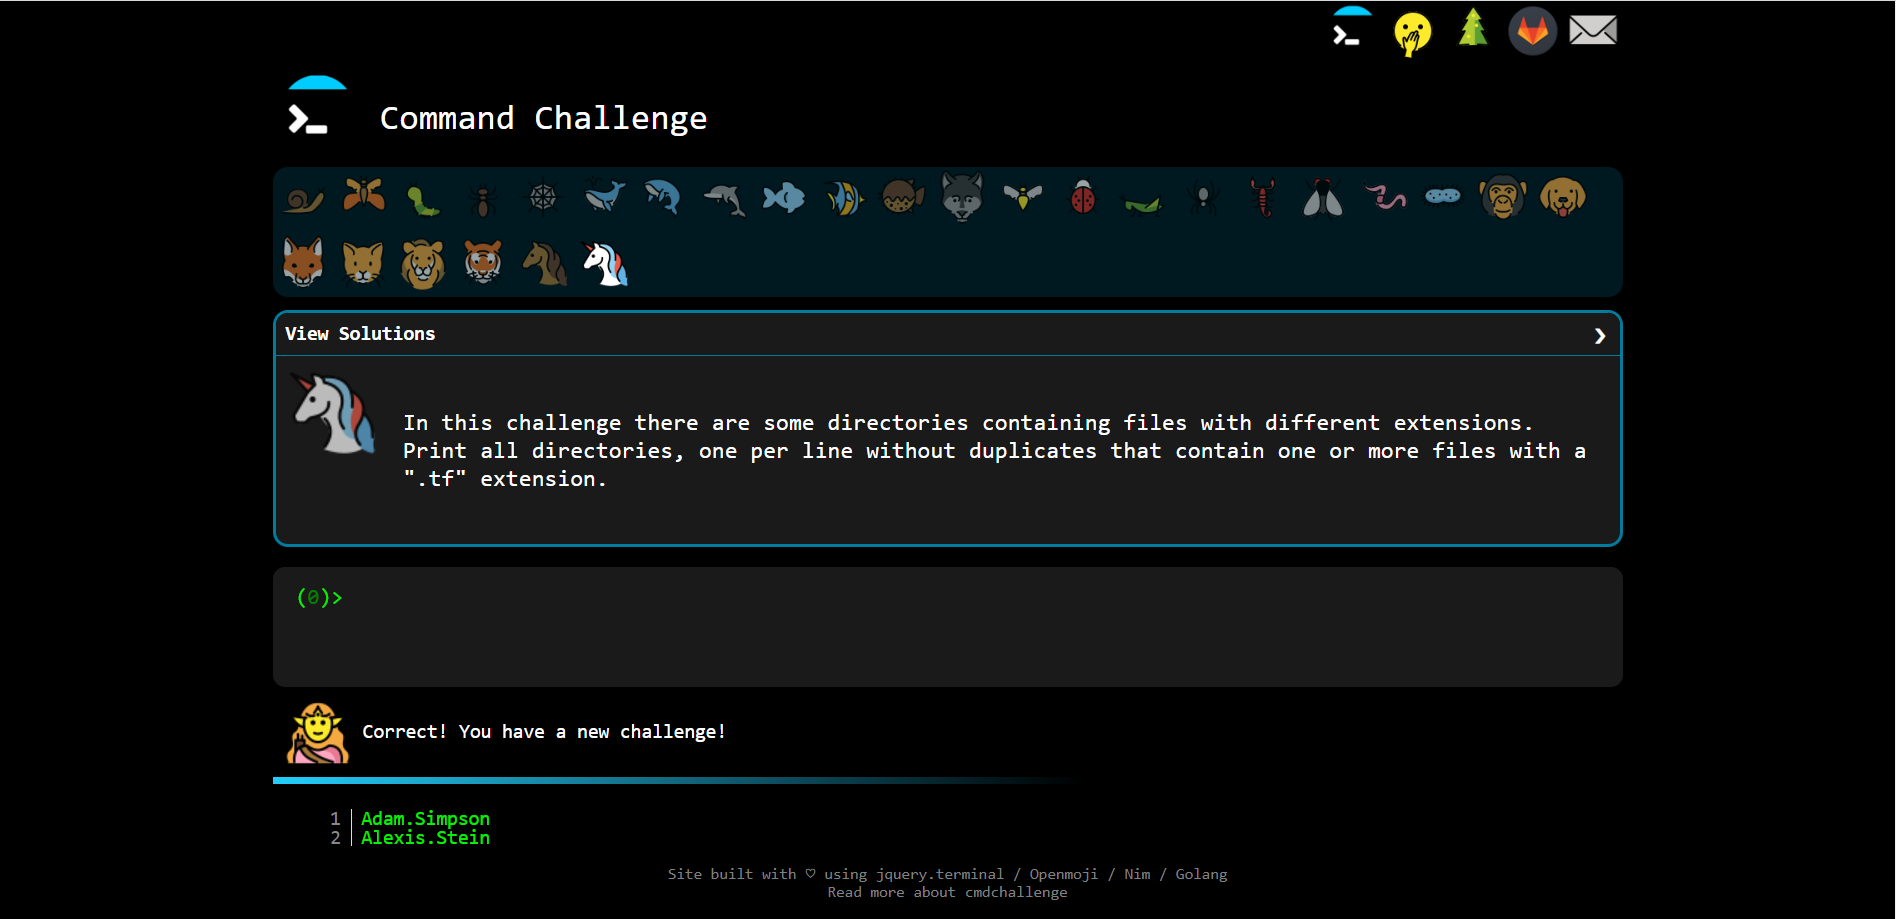 Command Challenge
View Solutions
In this challenge there are some directories containing files with different extensions.
Print all directories, one per line without duplicates that contain one or more files with a
".tf" extension.
(0)>
Correct! You have a new challenge!
1 Adam.Simpson
2 Alexis.Stein
Site built with ♡ using jquery.terminal / Openmoji / Nim / Golang
Read more about cmdchallenge